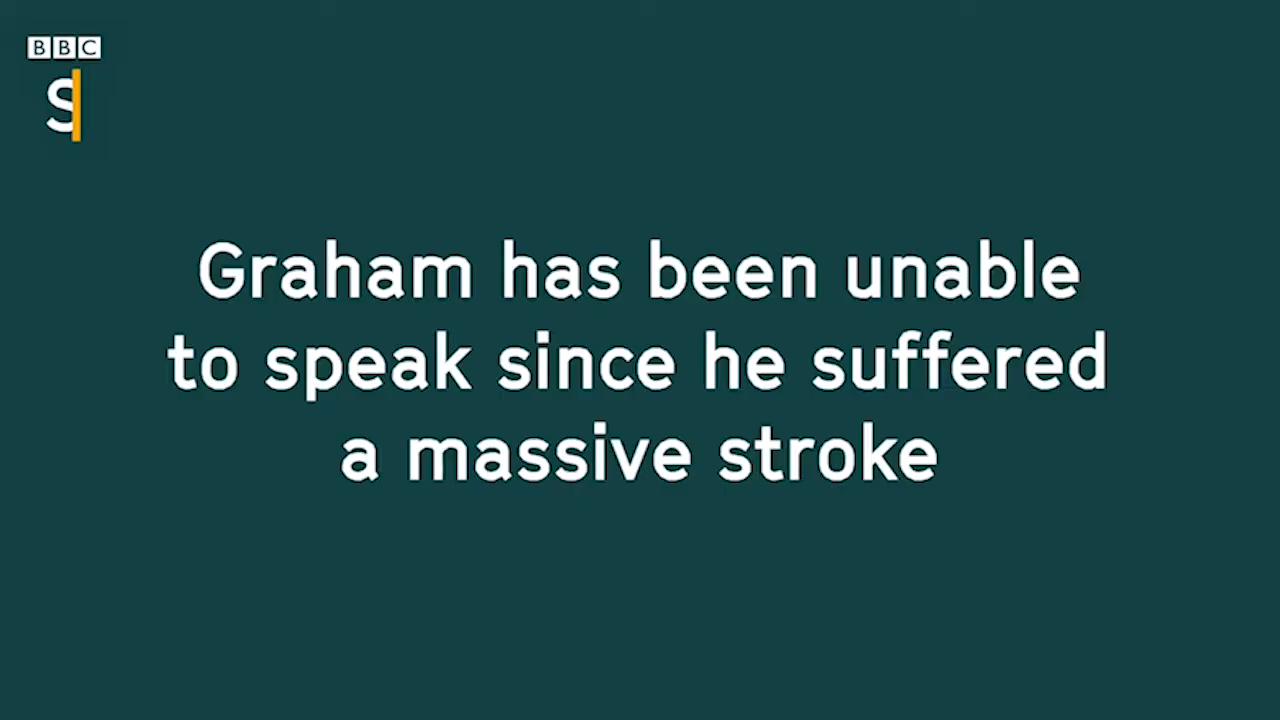 BBC
S
Graham has been unable
to speak since he suffered
a massive stroke